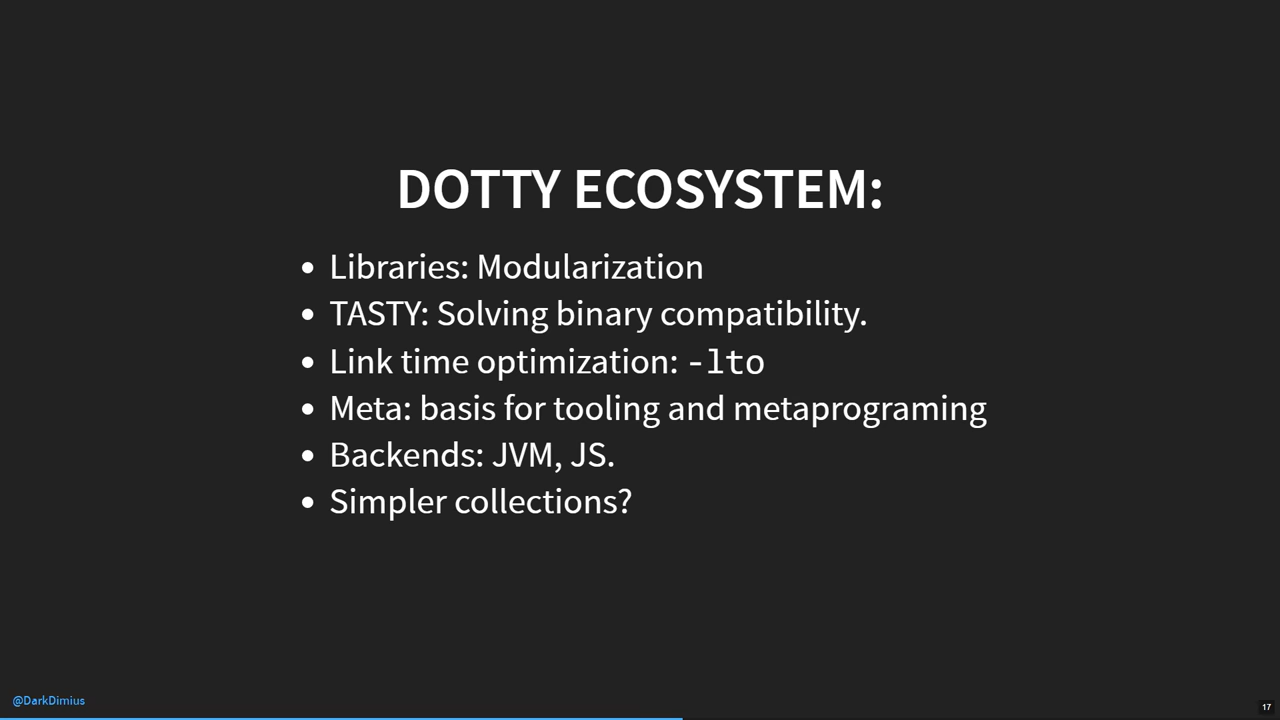 DOTTY ECOSYSTEM:
• Libraries: Modularization
• TASTY: Solving binary compatibility.
• Link time optimization: -lto
• Meta: basis for tooling and metaprograming
• Backends: JVM, JS.
• Simpler collections?
@DarkDimius
17